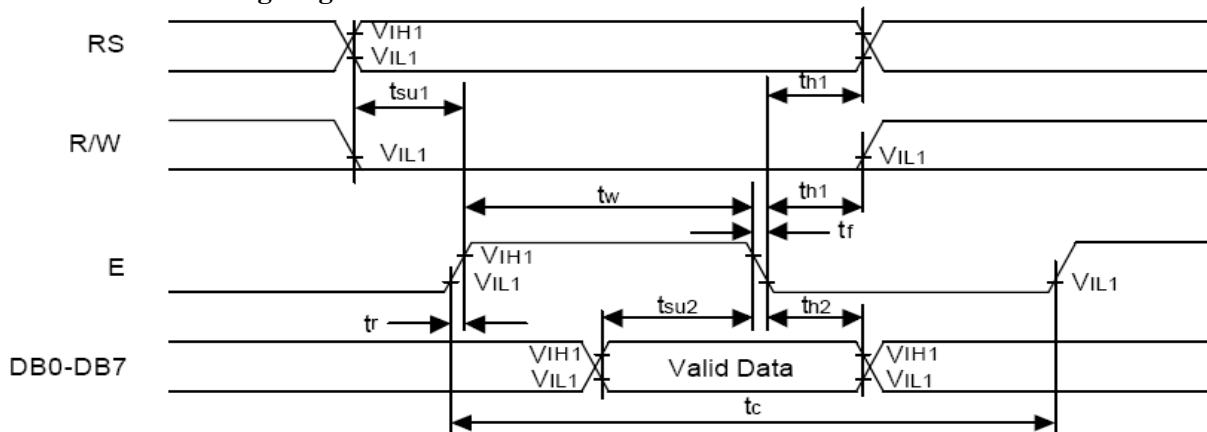 RS
VIH1
VIL1
tsu1
th1
R/W
VIL1
VIL1
tw
th1
tf
E
VIH1
VIL1
VIL1
tsu2
th2
tr
DB0-DB7
VIH1
VIL1
Valid Data
VIH1
VIL1
tc